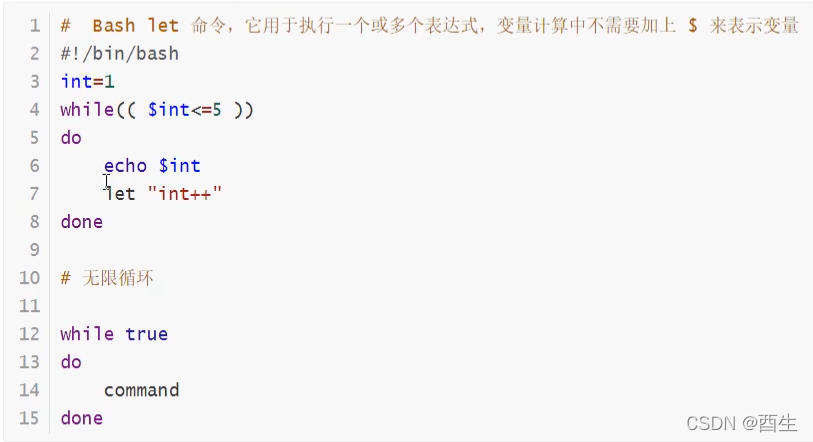 1 #  Bash let 命令，它用于执行一个或多个表达式，变量计算中不需要加上 $ 来表示变量
2 #!/bin/bash
3 int=1
4 while(( $int<=5 ))
5 do
6     echo $int
7     let "int++"
8 done
9
10 # 无限循环
11
12 while true
13 do
14     command
15 done
CSDN @酉生